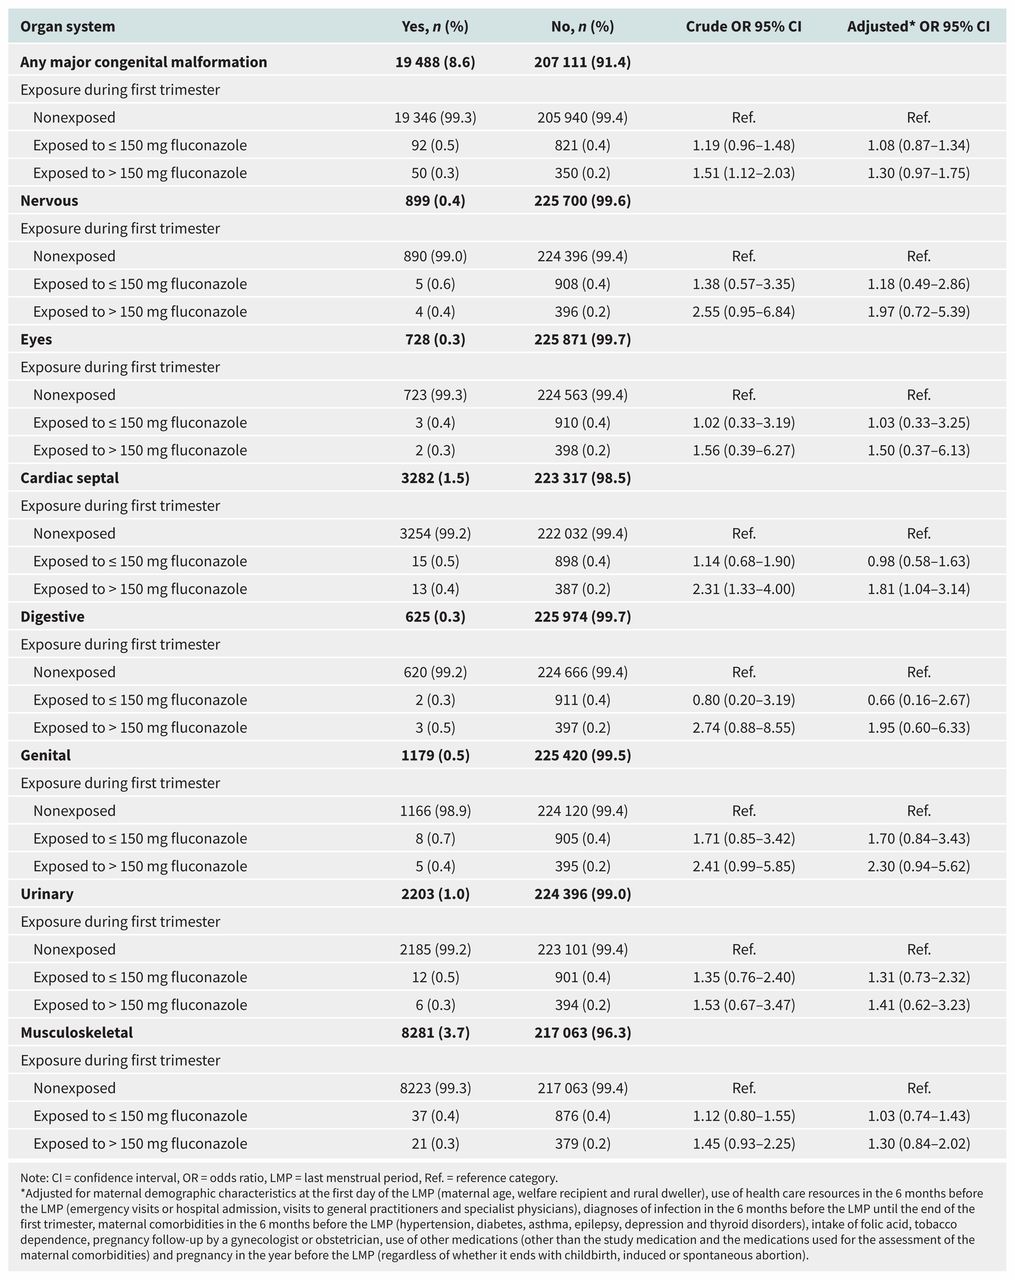 Organ system Yes, n (%) No, n (%) Crude OR 95% CI Adjusted* OR 95% CI
Any major congenital malformation 19 488 (8.6) 207 111 (91.4)
Exposure during first trimester
Nonexposed 19 346 (99.3) 205 940 (99.4) Ref. Ref.
Exposed to ≤ 150 mg fluconazole 92 (0.5) 821 (0.4) 1.19 (0.96–1.48) 1.08 (0.87–1.34)
Exposed to > 150 mg fluconazole 50 (0.3) 350 (0.2) 1.51 (1.12–2.03) 1.30 (0.97–1.75)
Nervous 899 (0.4) 225 700 (99.6)
Exposure during first trimester
Nonexposed 890 (99.0) 224 396 (99.4) Ref. Ref.
Exposed to ≤ 150 mg fluconazole 5 (0.6) 908 (0.4) 1.38 (0.57–3.35) 1.18 (0.49–2.86)
Exposed to > 150 mg fluconazole 4 (0.4) 396 (0.2) 2.55 (0.95–6.84) 1.97 (0.72–5.39)
Eyes 728 (0.3) 225 871 (99.7)
Exposure during first trimester
Nonexposed 723 (99.3) 224 563 (99.4) Ref. Ref.
Exposed to ≤ 150 mg fluconazole 3 (0.4) 910 (0.4) 1.02 (0.33–3.19) 1.03 (0.33–3.25)
Exposed to > 150 mg fluconazole 2 (0.3) 398 (0.2) 1.56 (0.39–6.27) 1.50 (0.37–6.13)
Cardiac septal 3282 (1.5) 223 317 (98.5)
Exposure during first trimester
Nonexposed 3254 (99.2) 222 032 (99.4) Ref. Ref.
Exposed to ≤ 150 mg fluconazole 15 (0.5) 898 (0.4) 1.14 (0.68–1.90) 0.98 (0.58–1.63)
Exposed to > 150 mg fluconazole 13 (0.4) 387 (0.2) 2.31 (1.33–4.00) 1.81 (1.04–3.14)
Digestive 625 (0.3) 225 974 (99.7)
Exposure during first trimester
Nonexposed 620 (99.2) 224 666 (99.4) Ref. Ref.
Exposed to ≤ 150 mg fluconazole 2 (0.3) 911 (0.4) 0.80 (0.20–3.19) 0.66 (0.16–2.67)
Exposed to > 150 mg fluconazole 3 (0.5) 397 (0.2) 2.74 (0.88–8.55) 1.95 (0.60–6.33)
Genital 1179 (0.5) 225 420 (99.5)
Exposure during first trimester
Nonexposed 1166 (98.9) 224 120 (99.4) Ref. Ref.
Exposed to ≤ 150 mg fluconazole 8 (0.7) 905 (0.4) 1.71 (0.85–3.42) 1.70 (0.84–3.43)
Exposed to > 150 mg fluconazole 5 (0.4) 395 (0.2) 2.41 (0.99–5.85) 2.30 (0.94–5.62)
Urinary 2203 (1.0) 224 396 (99.0)
Exposure during first trimester
Nonexposed 2185 (99.2) 223 101 (99.4) Ref. Ref.
Exposed to ≤ 150 mg fluconazole 12 (0.5) 901 (0.4) 1.35 (0.76–2.40) 1.31 (0.73–2.32)
Exposed to > 150 mg fluconazole 6 (0.3) 394 (0.2) 1.53 (0.67–3.47) 1.41 (0.62–3.23)
Musculoskeletal 8281 (3.7) 217 063 (96.3)
Exposure during first trimester
Nonexposed 8223 (99.3) 217 063 (99.4) Ref. Ref.
Exposed to ≤ 150 mg fluconazole 37 (0.4) 876 (0.4) 1.12 (0.80–1.55) 1.03 (0.74–1.43)
Exposed to > 150 mg fluconazole 21 (0.3) 379 (0.2) 1.45 (0.93–2.25) 1.30 (0.84–2.02)
Note: CI = confidence interval, OR = odds ratio, LMP = last menstrual period, Ref. = reference category.
*Adjusted for maternal demographic characteristics at the first day of the LMP (maternal age, welfare recipient and rural dweller), use of health care resources in the 6 months before
the LMP (emergency visits or hospital admission, visits to general practitioners and specialist physicians), diagnoses of infection in the 6 months before the LMP until the end of the
first trimester, maternal comorbidities in the 6 months before the LMP (hypertension, diabetes, asthma, epilepsy, depression and thyroid disorders), intake of folic acid, tobacco
dependence, pregnancy follow-up by a gynecologist or obstetrician, use of other medications (other than the study medication and the medications used for the assessment of the
maternal comorbidities) and pregnancy in the year before the LMP (regardless of whether it ends with childbirth, induced or spontaneous abortion).